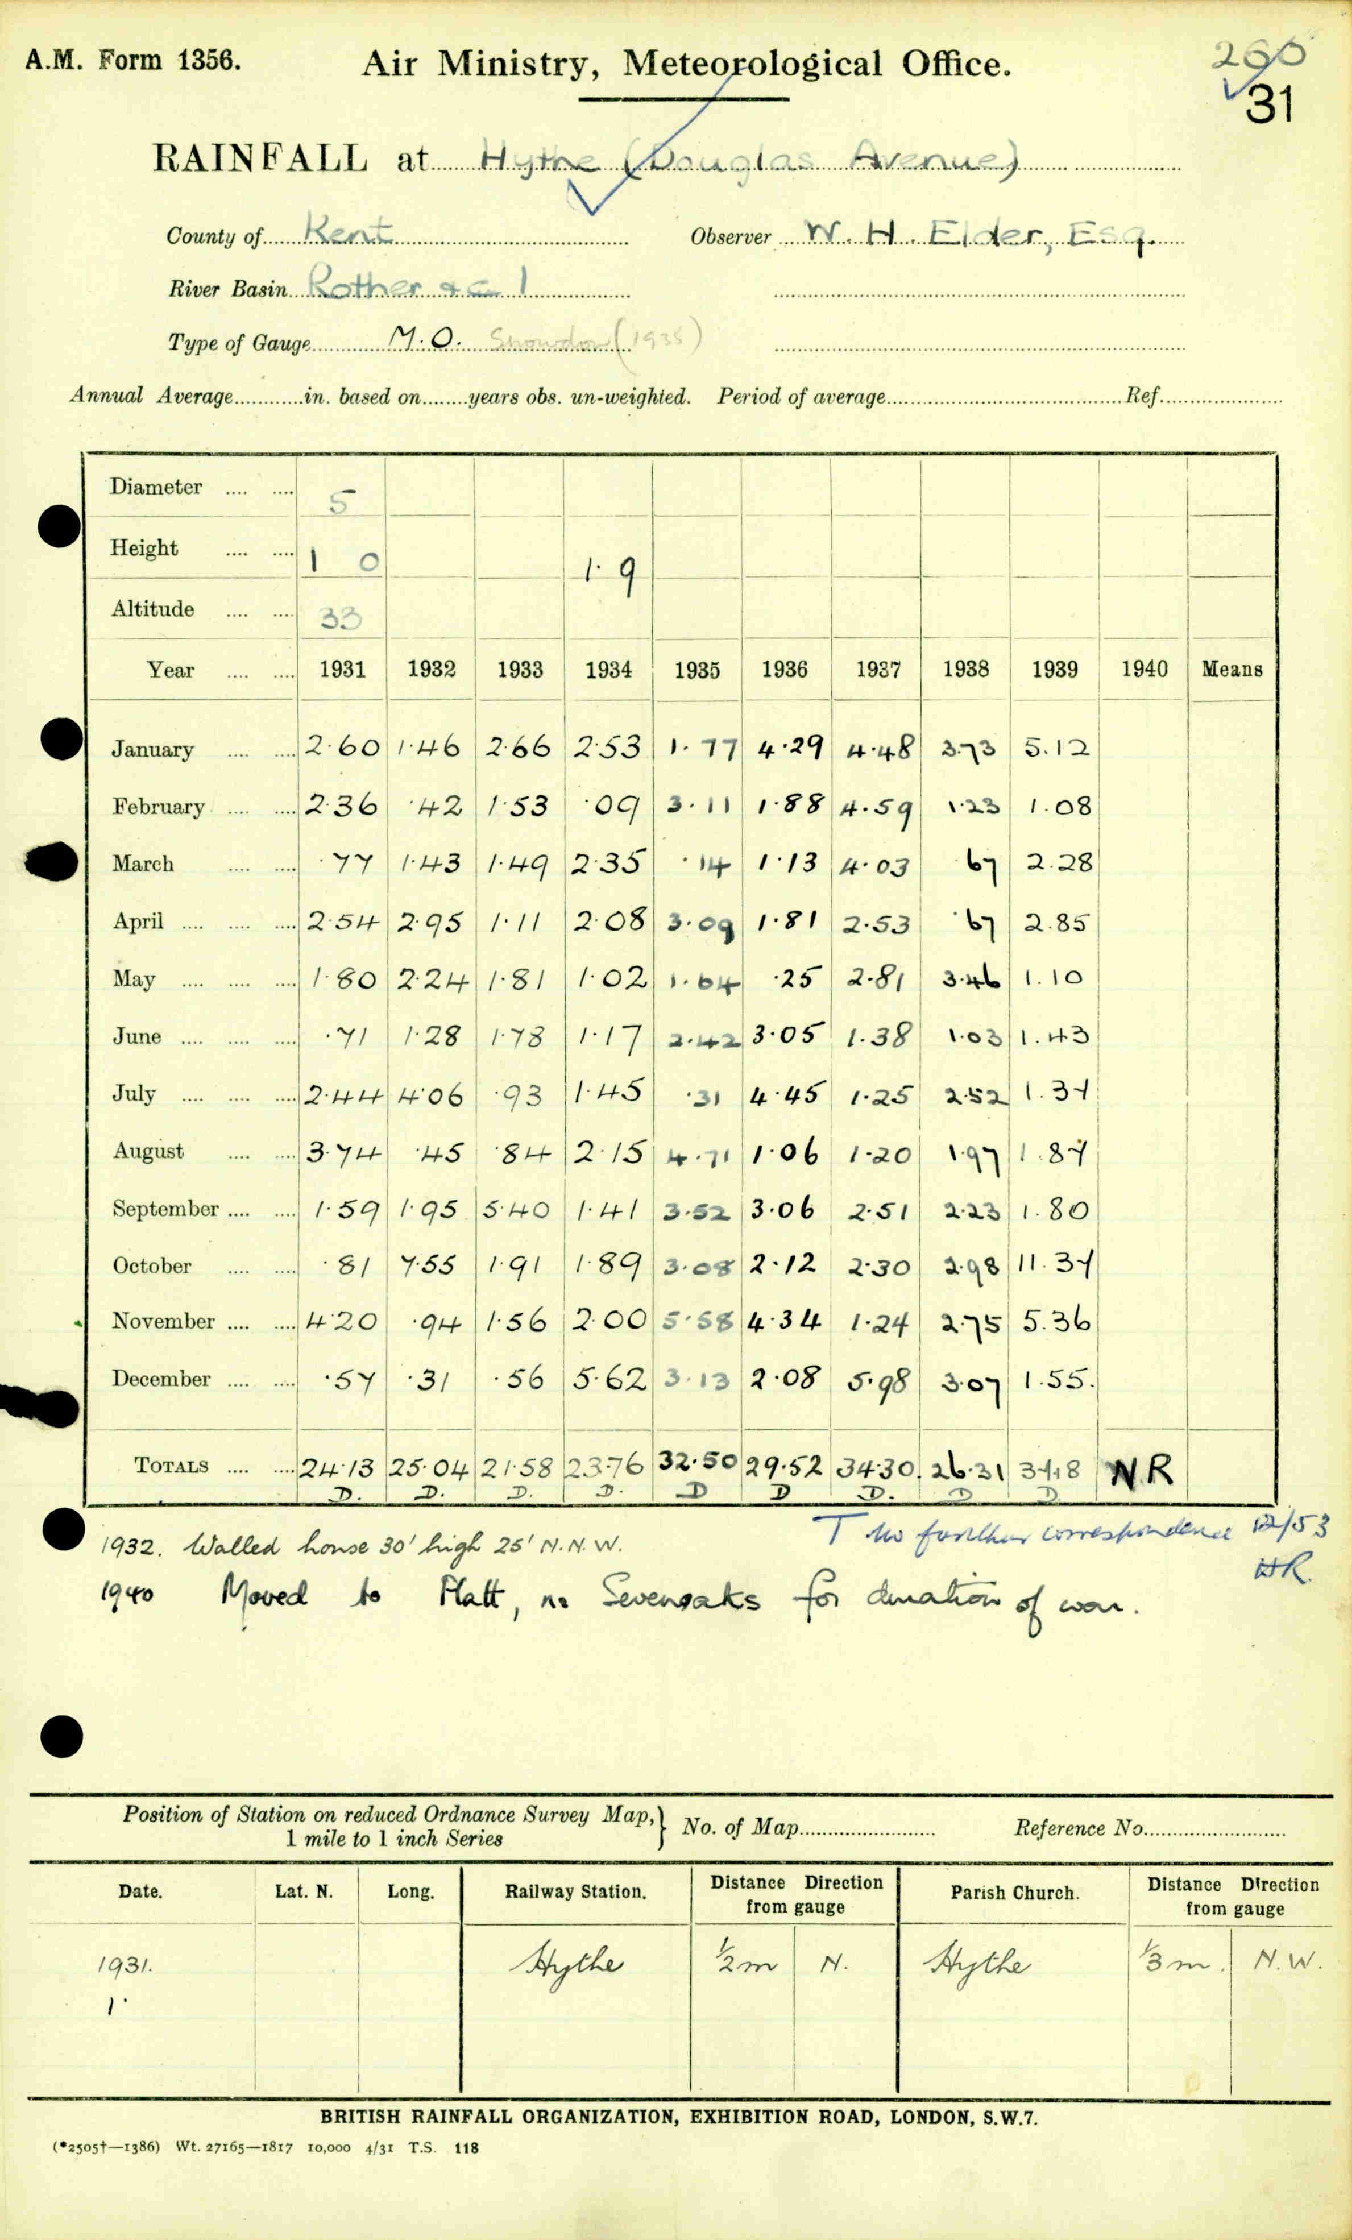 A.M. Form 1356.
Air Ministry, Meteorological Office.
260
31
RAINFALL at Hythe (Douglas Avenue)
County of Kent Observer W. H. Elder, Esq.
River Basin Rother &c 1
Type of Gauge M.O. Snowdon (1935)
Annual Average in. based on years obs. un-weighted. Period of average Ref.
Diameter 5
Height 1 0 1·9
Altitude 33
Year 1931 1932 1933 1934 1935 1936 1937 1938 1939 1940 Means
January 2·60 1·46 2·66 2·53 1·77 4·29 4·48 3·73 5.12
February 2·36 ·42 1·53 ·09 3·11 1·88 4·59 1·23 1.08
March ·77 1·43 1·49 2·35 ·14 1·13 4·03 67 2.28
April 2·54 2·95 1·11 2·08 3·09 1·81 2·53 ·67 2.85
May 1·80 2·24 1·81 1·02 1·64 ·25 2·81 3·46 1.10
June ·71 1·28 1·78 1·17 2·42 3·05 1·38 1·03 1.43
July 2·44 4·06 ·93 1·45 ·31 4·45 1·25 2·52 1.37
August 3·74 ·45 ·84 2·15 4·71 1·06 1·20 1·97 1.87
September 1·59 1·95 5·40 1·41 3·52 3·06 2·51 2·23 1.80
October ·81 7·55 1·91 1·89 3·08 2·12 2·30 2·98 11.37
November 4·20 ·94 1·56 2·00 5·58 4·34 1·24 2·75 5.36
December ·57 ·31 ·56 5·62 3·13 2·08 5·98 3·07 1.55.
TOTALS 24·13 25·04 21·58 23·76 32·50 29·52 34·30 26·31 37.18 NR
D. D. D. D. D D D. D D
T No further correspondence 12/53
HR.
1932. Walled house 30' high 25' N.N.W.
1940 Moved to Platt, nr Sevenoaks for duration of war.
Position of Station on reduced Ordnance Survey Map,
1 mile to 1 inch Series
No. of Map Reference No.
Date. Lat. N. Long. Railway Station. Distance Direction from gauge Parish Church. Distance Direction from gauge
1931. Hythe ½ m N. Hythe ⅓ m. N.W.
1·
BRITISH RAINFALL ORGANIZATION, EXHIBITION ROAD, LONDON, S.W.7.
(*2505†—1386) Wt. 27165—1817 10,000 4/31 T.S. 118